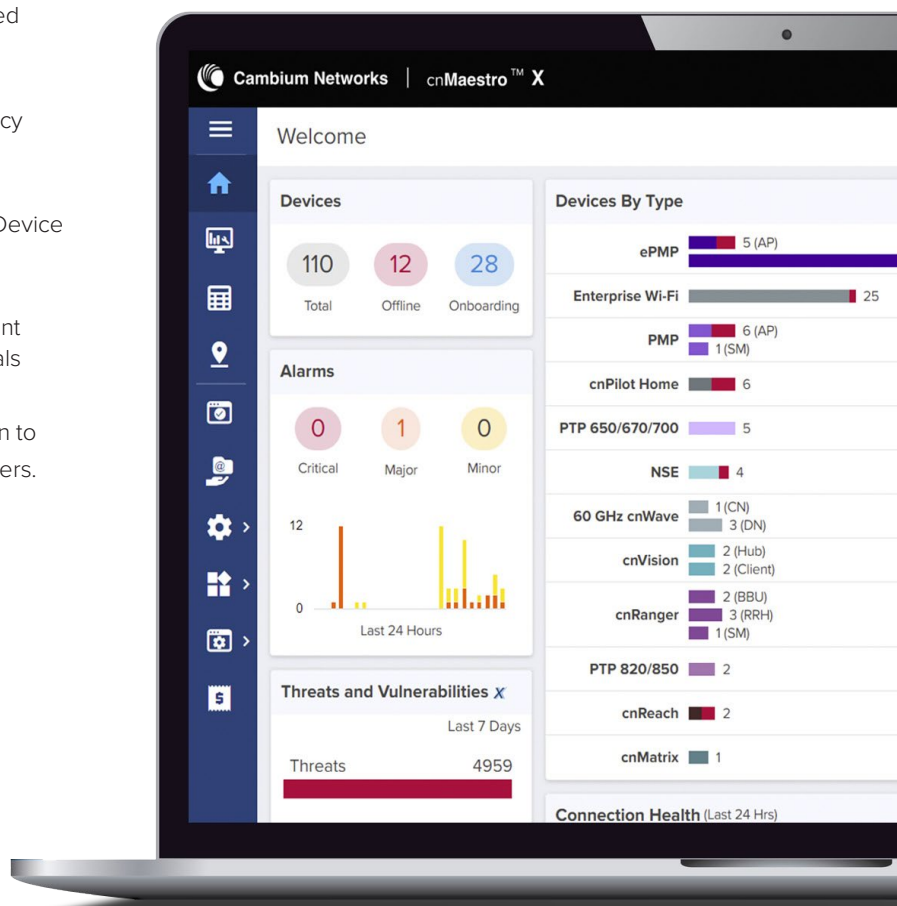 ed
cy
Device
nt
als
n to
ers.
Cambium Networks | cnMaestro™ X
Welcome
Devices
110
12
28
Total
Offline
Onboarding
Alarms
0
1
0
Critical
Major
Minor
12
0
Last 24 Hours
Threats and Vulnerabilities X
Last 7 Days
Threats 4959
Devices By Type
ePMP 5 (AP)
Enterprise Wi-Fi 25
PMP 6 (AP)
1 (SM)
cnPilot Home 6
PTP 650/670/700 5
NSE 4
60 GHz cnWave 1 (CN)
3 (DN)
cnVision 2 (Hub)
2 (Client)
cnRanger 2 (BBU)
3 (RRH)
1 (SM)
PTP 820/850 2
cnReach 2
cnMatrix 1
Connection Health (Last 24 Hrs)